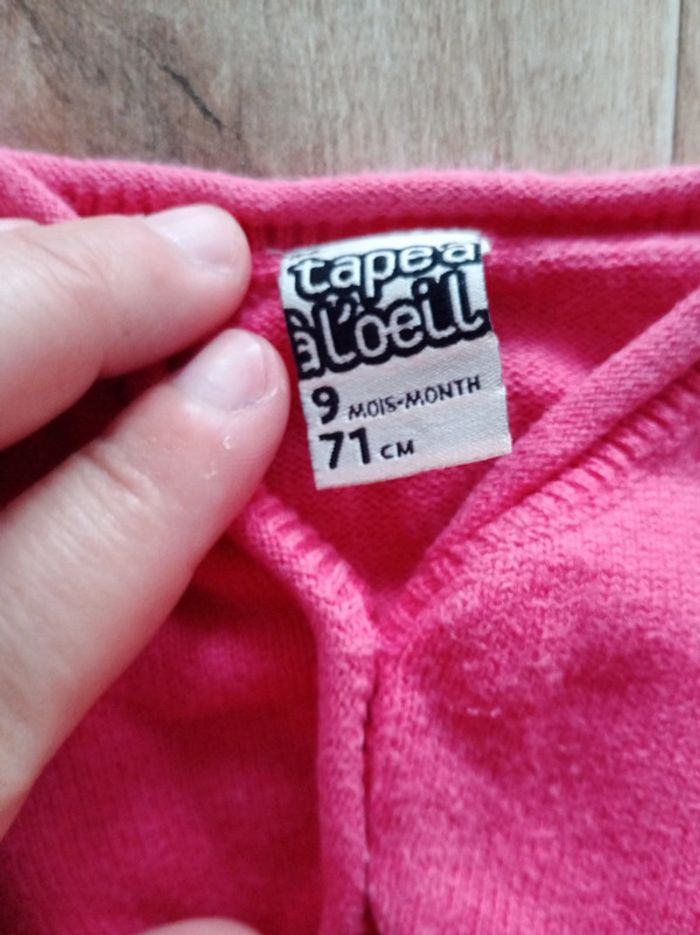 tape à
à l'oeil
9 MOIS-MONTH
71 CM